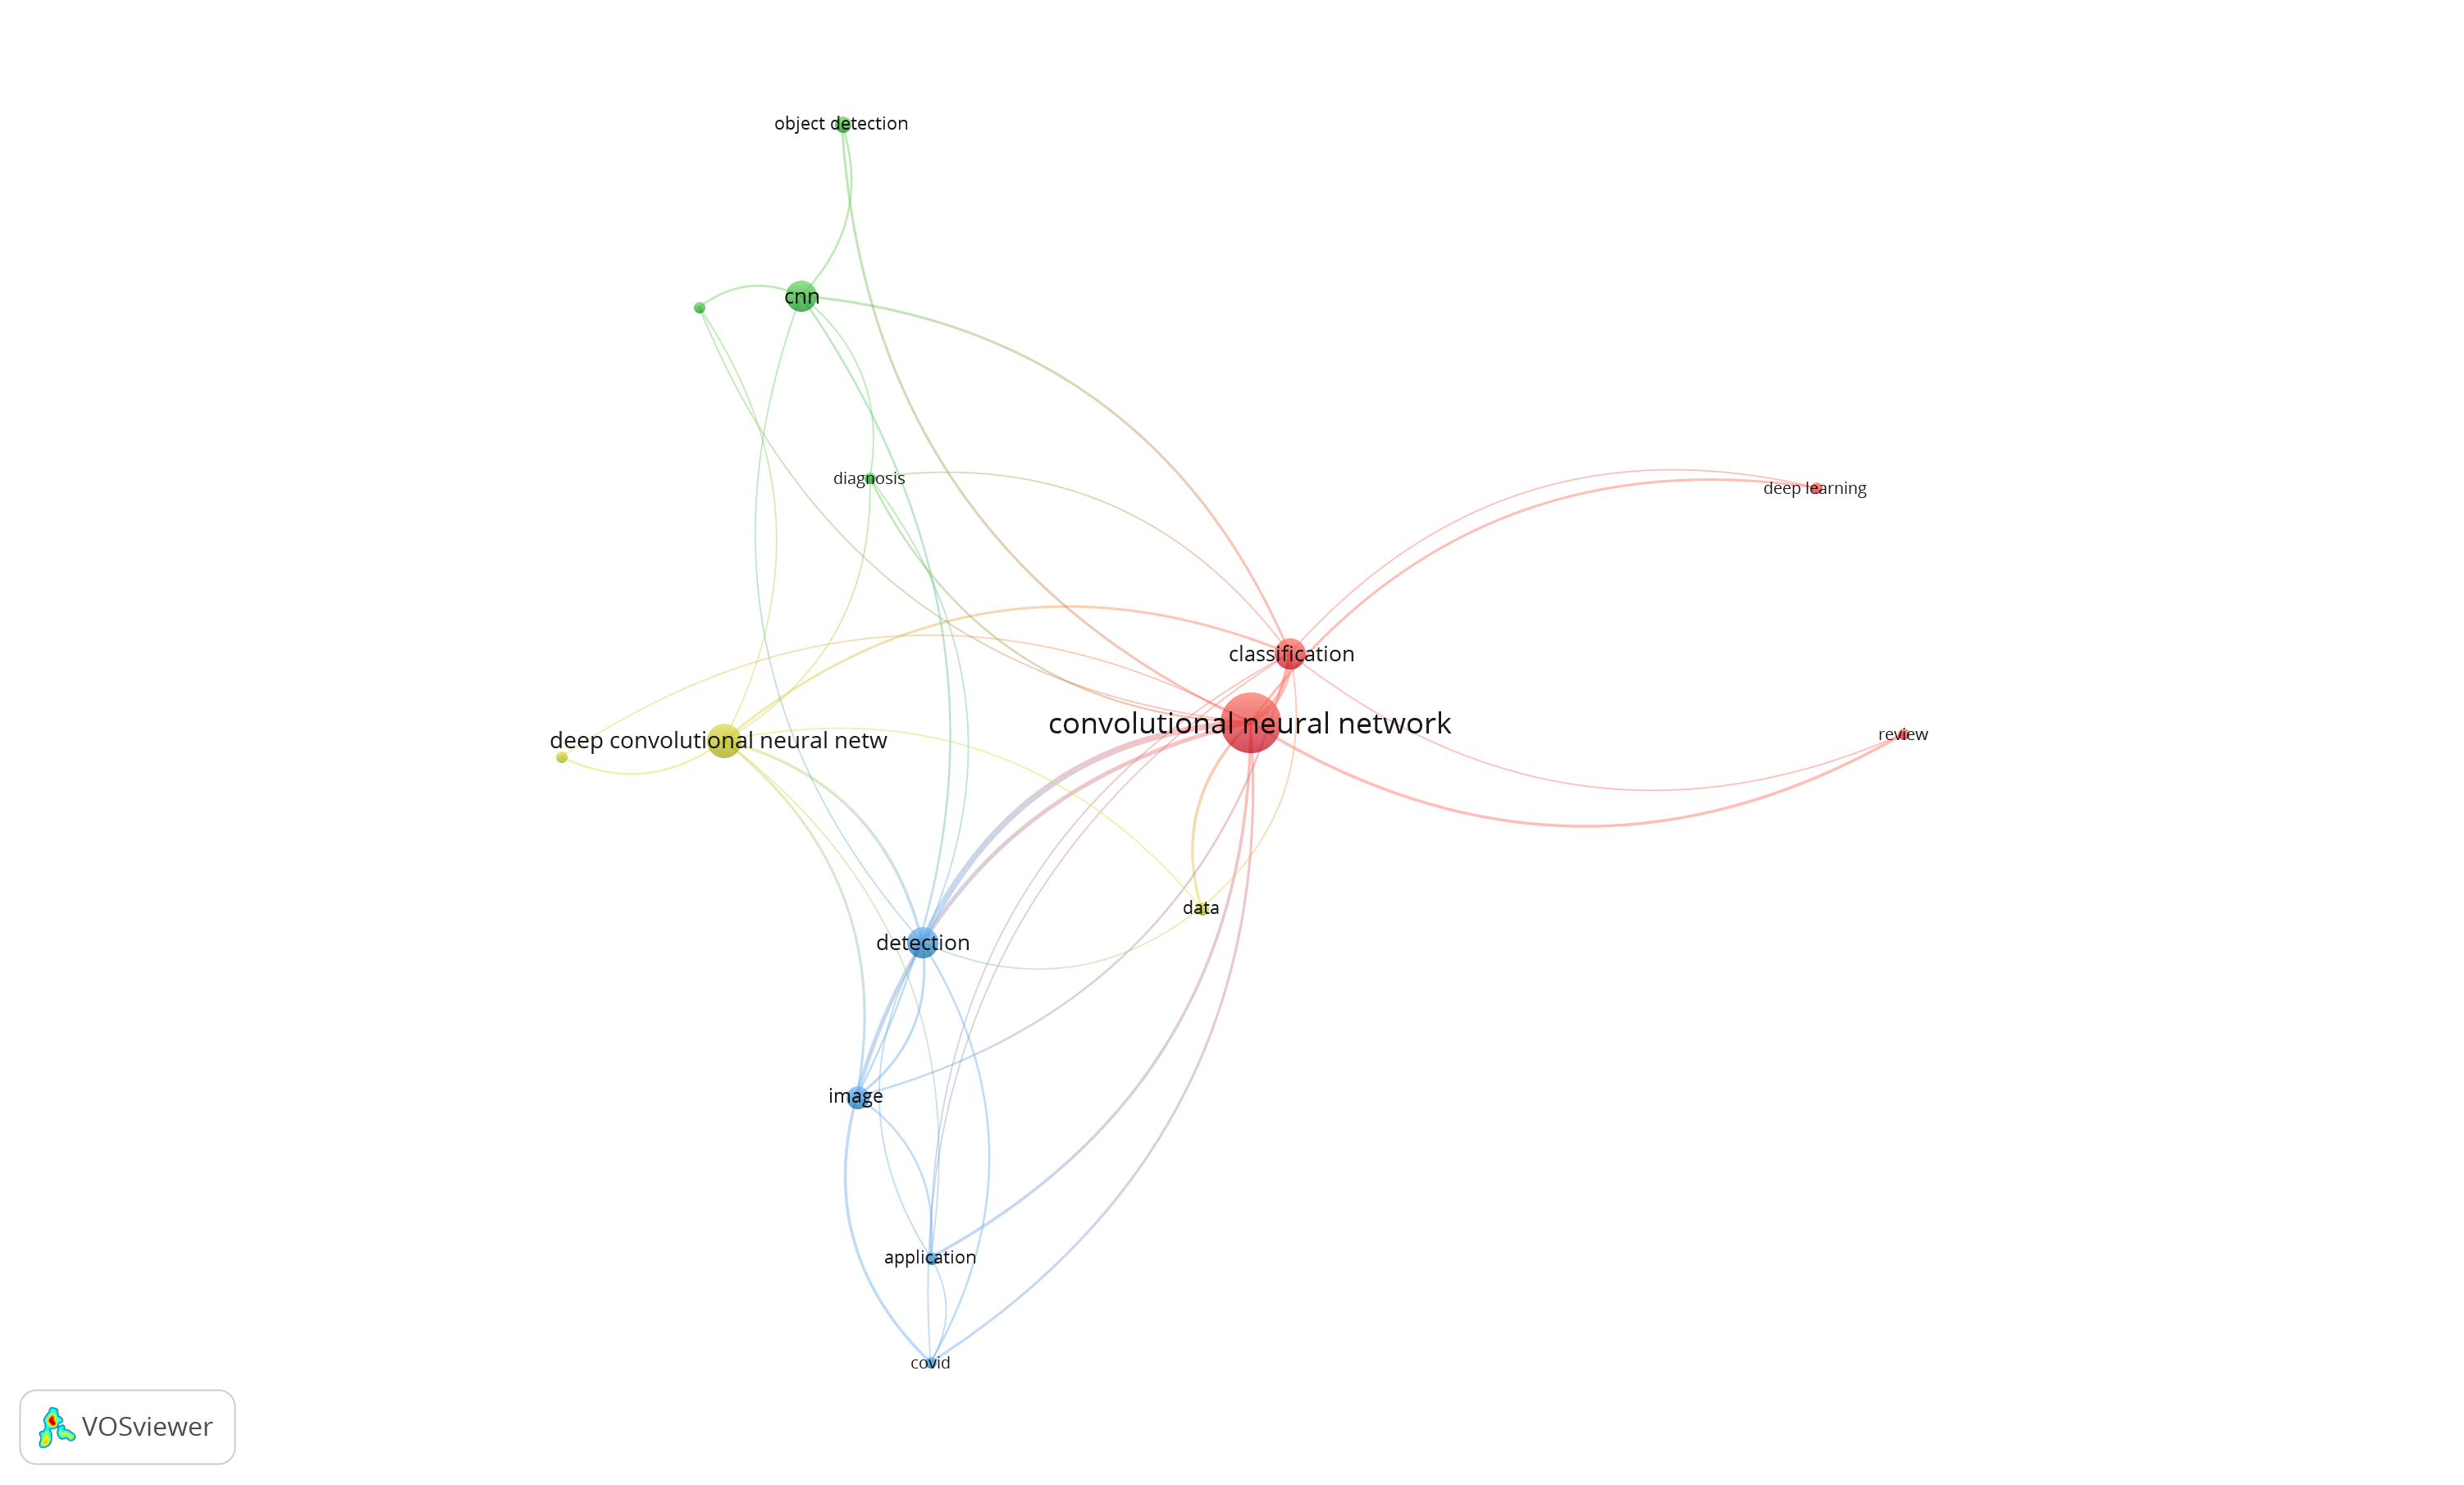 object detection
cnn
diagnosis
deep learning
classification
convolutional neural network
review
deep convolutional neural netw
data
detection
image
application
covid
VOSviewer